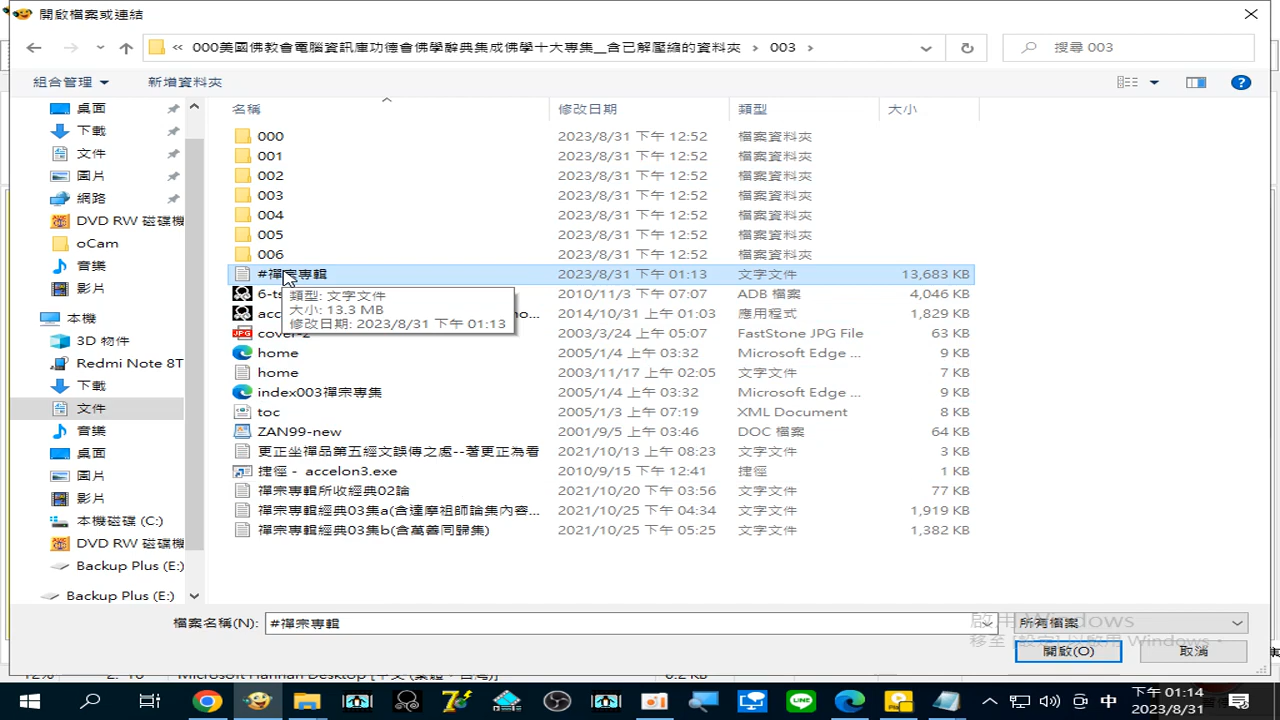 開啟檔案或連結
« 000美國佛教會電腦資訊庫功德會佛學辭典集成佛學十大專集__含已解壓縮的資料夾 › 003 ›
搜尋 003
組合管理 新增資料夾
桌面
下載
文件
圖片
網路
DVD RW 磁碟機
oCam
音樂
影片
本機
3D 物件
Redmi Note 8T
下載
文件
音樂
桌面
圖片
影片
本機磁碟 (C:)
DVD RW 磁碟機
Backup Plus (E:)
Backup Plus (E:)
名稱 修改日期 類型 大小
000 2023/8/31 下午 12:52 檔案資料夾
001 2023/8/31 下午 12:52 檔案資料夾
002 2023/8/31 下午 12:52 檔案資料夾
003 2023/8/31 下午 12:52 檔案資料夾
004 2023/8/31 下午 12:52 檔案資料夾
005 2023/8/31 下午 12:52 檔案資料夾
006 2023/8/31 下午 12:52 檔案資料夾
#禪宗專輯 2023/8/31 下午 01:13 文字文件 13,683 KB
2010/11/3 下午 07:07 ADB 檔案 4,046 KB
2014/10/31 上午 01:03 應用程式 1,829 KB
2003/3/24 上午 05:07 FastStone JPG File 63 KB
home 2005/1/4 上午 03:32 Microsoft Edge ... 9 KB
home 2003/11/17 上午 02:05 文字文件 7 KB
index003禪宗專集 2005/1/4 上午 03:32 Microsoft Edge ... 9 KB
toc 2005/1/3 上午 07:19 XML Document 8 KB
ZAN99-new 2001/9/5 上午 03:46 DOC 檔案 64 KB
更正坐禪品第五經文誤傳之處--著更正為看 2021/10/13 上午 08:23 文字文件 3 KB
捷徑 - accelon3.exe 2010/9/15 下午 12:41 捷徑 1 KB
禪宗專輯所收經典02論 2021/10/20 下午 03:56 文字文件 77 KB
禪宗專輯經典03集a(含達摩祖師論集內容... 2021/10/25 下午 04:34 文字文件 1,919 KB
禪宗專輯經典03集b(含萬善同歸集) 2021/10/25 下午 05:25 文字文件 1,382 KB
類型: 文字文件
大小: 13.3 MB
修改日期: 2023/8/31 下午 01:13
檔案名稱(N): #禪宗專輯 所有檔案
啟用 Windows
移至 [設定] 以啟用 Windows。
開啟(O) 取消
中
下午 01:14
2023/8/31